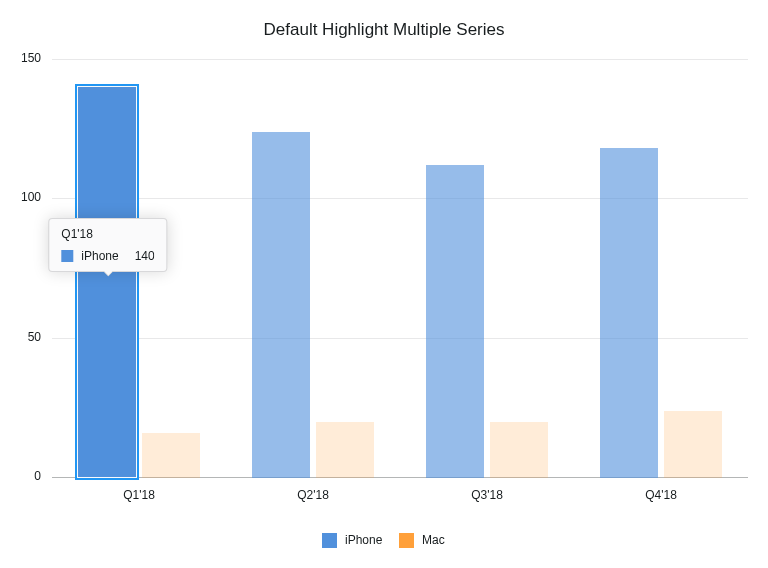 Default Highlight Multiple Series
150
100
50
0
Q1'18
iPhone 140
Q1'18 Q2'18 Q3'18 Q4'18
iPhone Mac